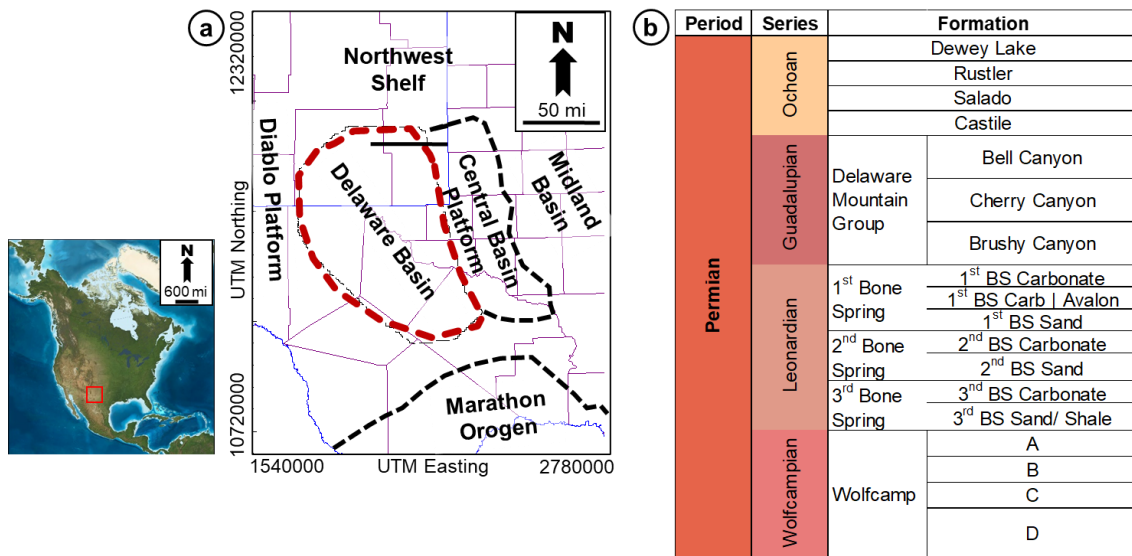 N
600 mi
a
N
50 mi
Northwest
Shelf
Diablo Platform
Delaware Basin
Central Basin
Platform
Midland
Basin
Marathon
Orogen
12320000
UTM Northing
10720000
1540000
UTM Easting
2780000
b
Period Series Formation
Permian
Ochoan
Dewey Lake
Rustler
Salado
Castile
Guadalupian
Delaware
Mountain
Group
Bell Canyon
Cherry Canyon
Brushy Canyon
Leonardian
1st Bone
Spring
1st BS Carbonate
1st BS Carb | Avalon
1st BS Sand
2nd Bone
Spring
2nd BS Carbonate
2nd BS Sand
3rd Bone
Spring
3nd BS Carbonate
3rd BS Sand/ Shale
Wolfcampian
Wolfcamp
A
B
C
D